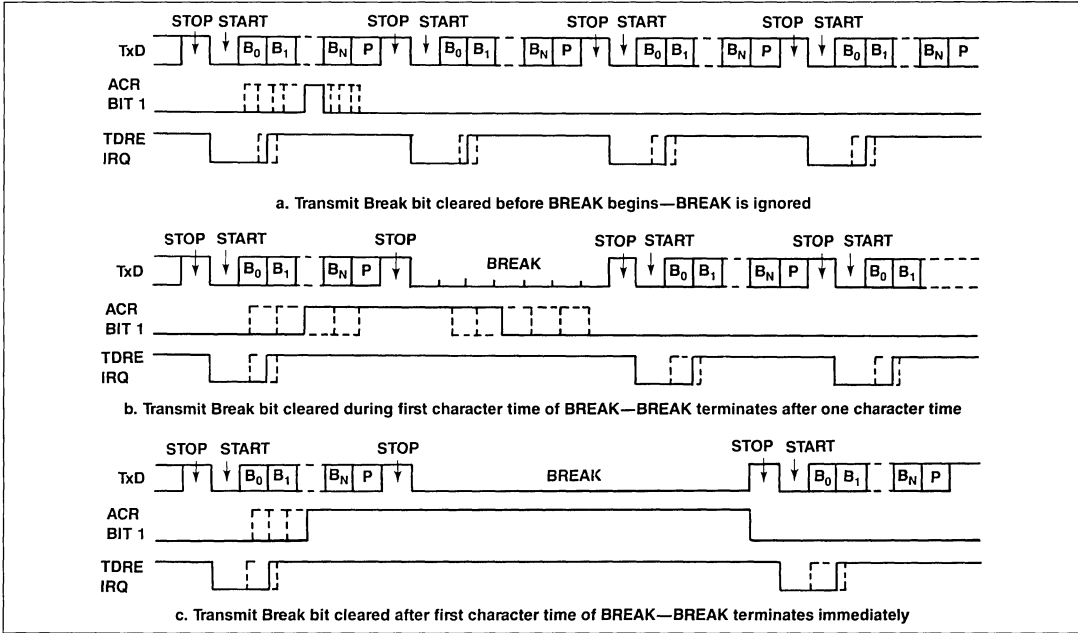 STOP START STOP START STOP START STOP START
TxD B0 B1 BN P B0 B1 BN P B0 B1 BN P B0 B1 BN P
ACR
BIT 1
TDRE
IRQ
a. Transmit Break bit cleared before BREAK begins—BREAK is ignored
STOP START STOP STOP START STOP START
TxD B0 B1 BN P BREAK B0 B1 BN P B0 B1
ACR
BIT 1
TDRE
IRQ
b. Transmit Break bit cleared during first character time of BREAK—BREAK terminates after one character time
STOP START STOP STOP START
TxD B0 B1 BN P BREAK B0 B1 BN P
ACR
BIT 1
TDRE
IRQ
c. Transmit Break bit cleared after first character time of BREAK—BREAK terminates immediately